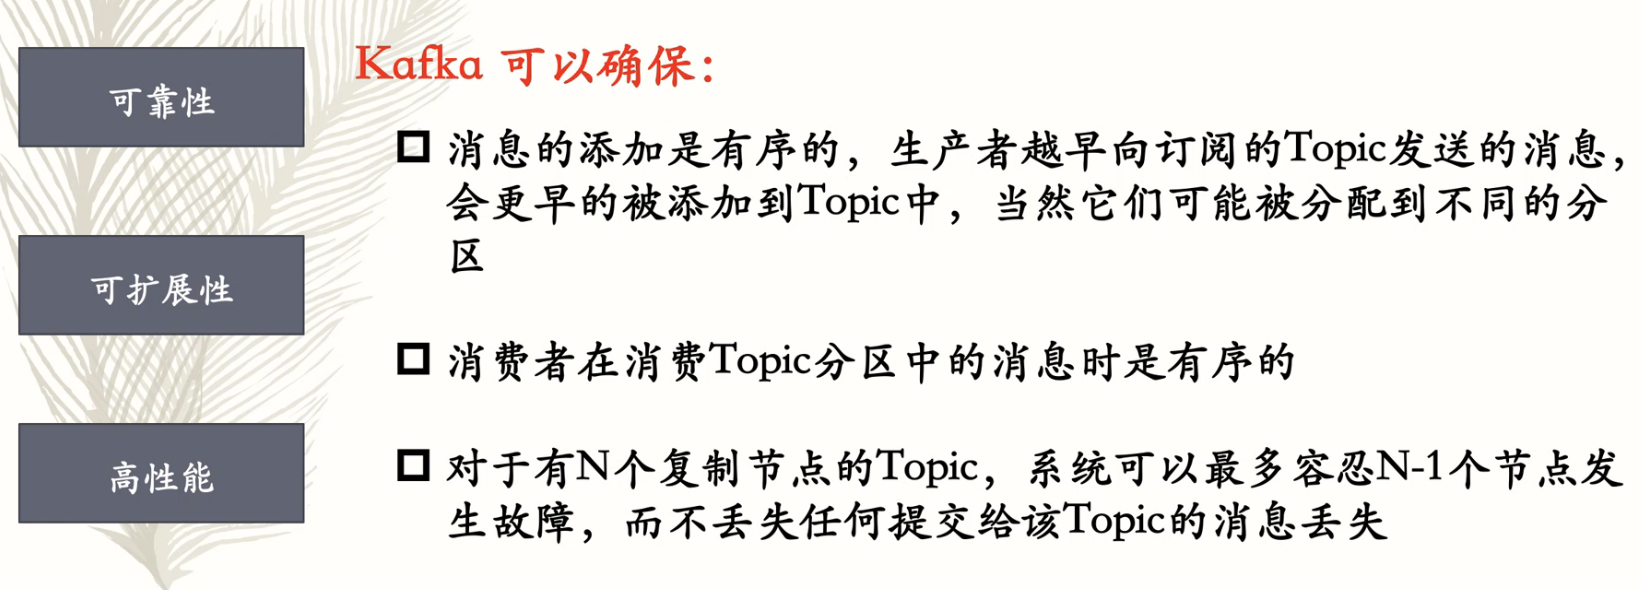 可靠性
可扩展性
高性能
Kafka 可以确保：
消息的添加是有序的，生产者越早向订阅的Topic发送的消息，
会更早的被添加到Topic中，当然它们可能被分配到不同的分
区
消费者在消费Topic分区中的消息时是有序的
对于有N个复制节点的Topic，系统可以最多容忍N-1个节点发
生故障，而不丢失任何提交给该Topic的消息丢失